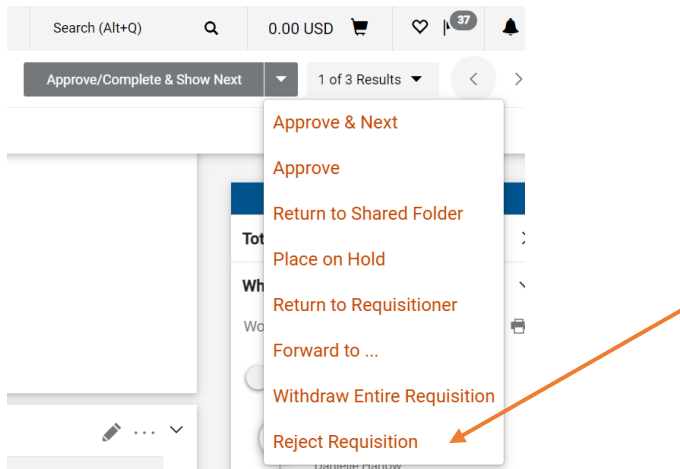 Search (Alt+Q) 0.00 USD 37
Approve/Complete & Show Next 1 of 3 Results
Approve & Next
Approve
Return to Shared Folder
Tot
Place on Hold
Wh
Return to Requisitioner
Wo
Forward to ...
Withdraw Entire Requisition
Reject Requisition